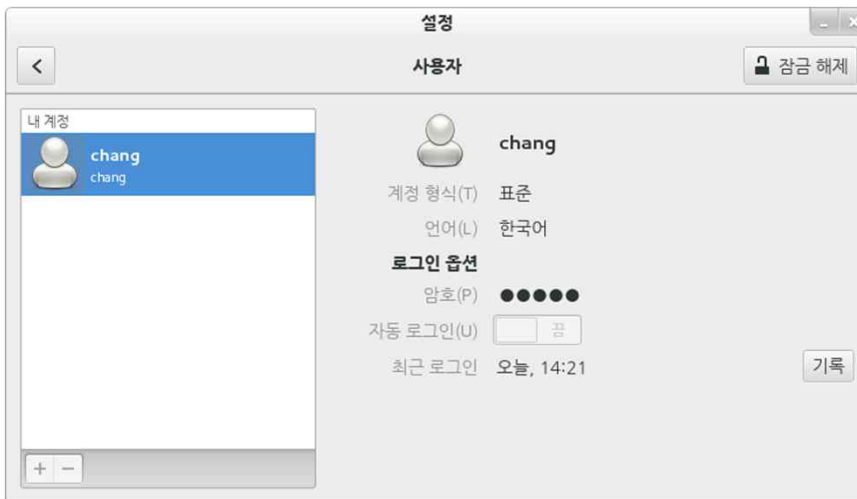 설정
사용자
잠금 해제
내 계정
chang
chang
chang
계정 형식(T) 표준
언어(L) 한국어
로그인 옵션
암호(P) ●●●●●
자동 로그인(U) 끔
최근 로그인 오늘, 14:21
기록